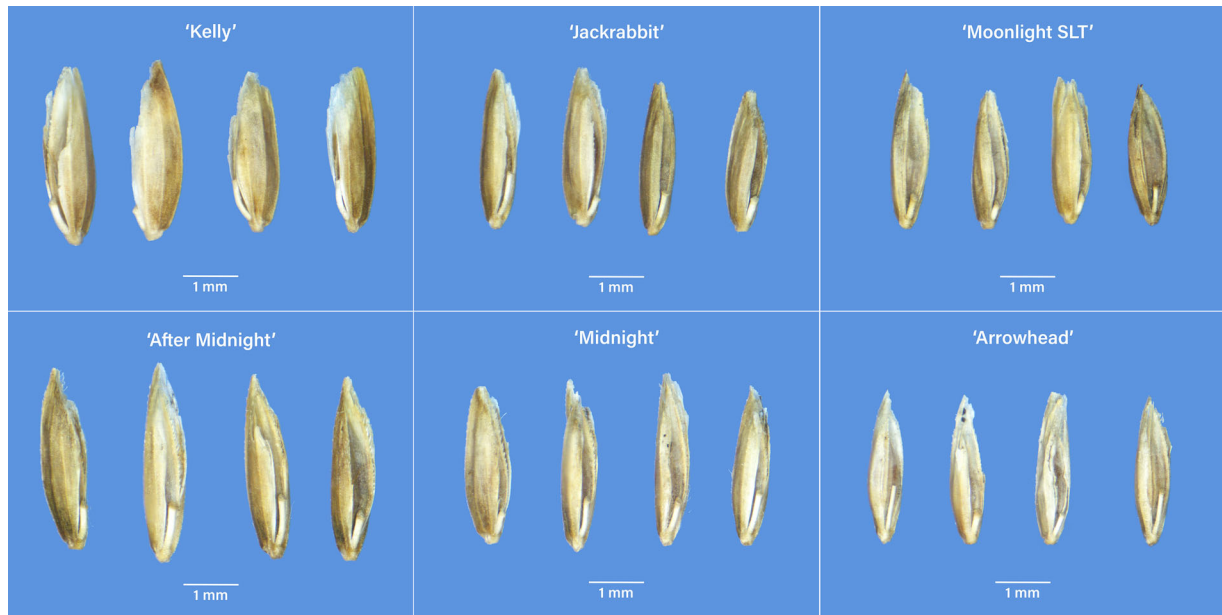 ‘Kelly’
‘Jackrabbit’
‘Moonlight SLT’
1 mm
1 mm
1 mm
‘After Midnight’
‘Midnight’
‘Arrowhead’
1 mm
1 mm
1 mm